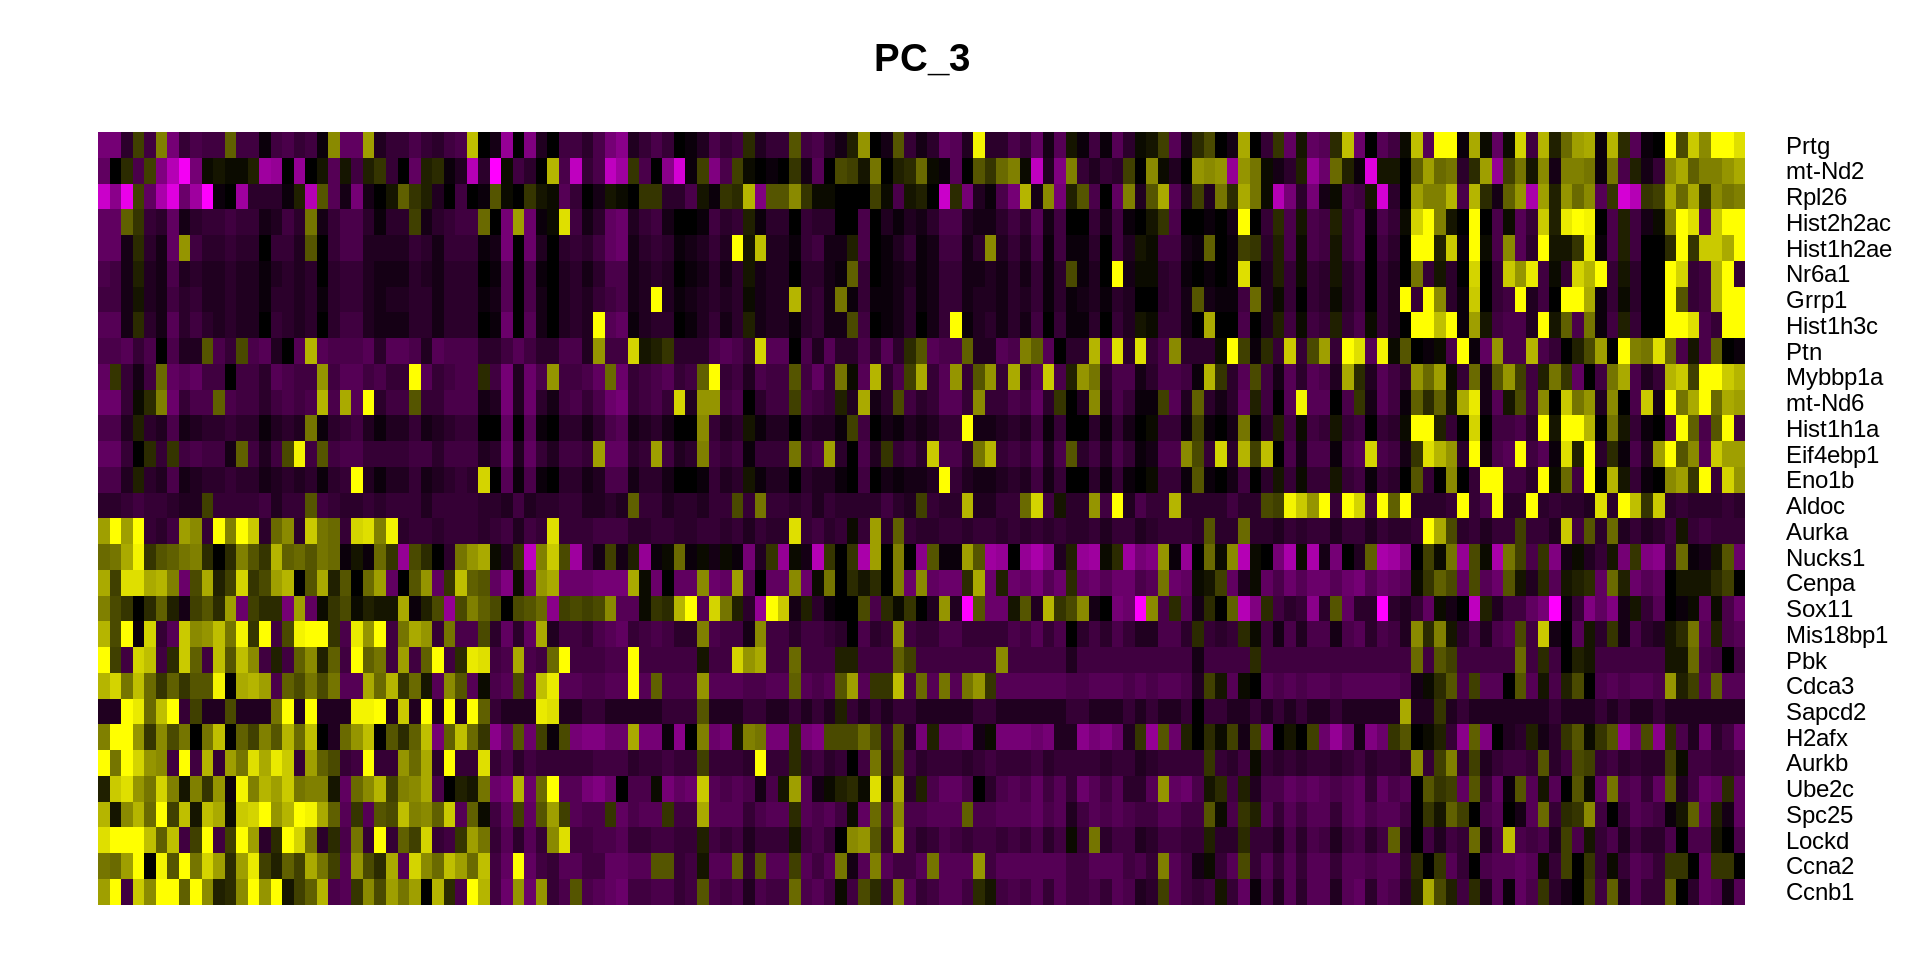 PC_3
Prtg
mt-Nd2
Rpl26
Hist2h2ac
Hist1h2ae
Nr6a1
Grrp1
Hist1h3c
Ptn
Mybbp1a
mt-Nd6
Hist1h1a
Eif4ebp1
Eno1b
Aldoc
Aurka
Nucks1
Cenpa
Sox11
Mis18bp1
Pbk
Cdca3
Sapcd2
H2afx
Aurkb
Ube2c
Spc25
Lockd
Ccna2
Ccnb1